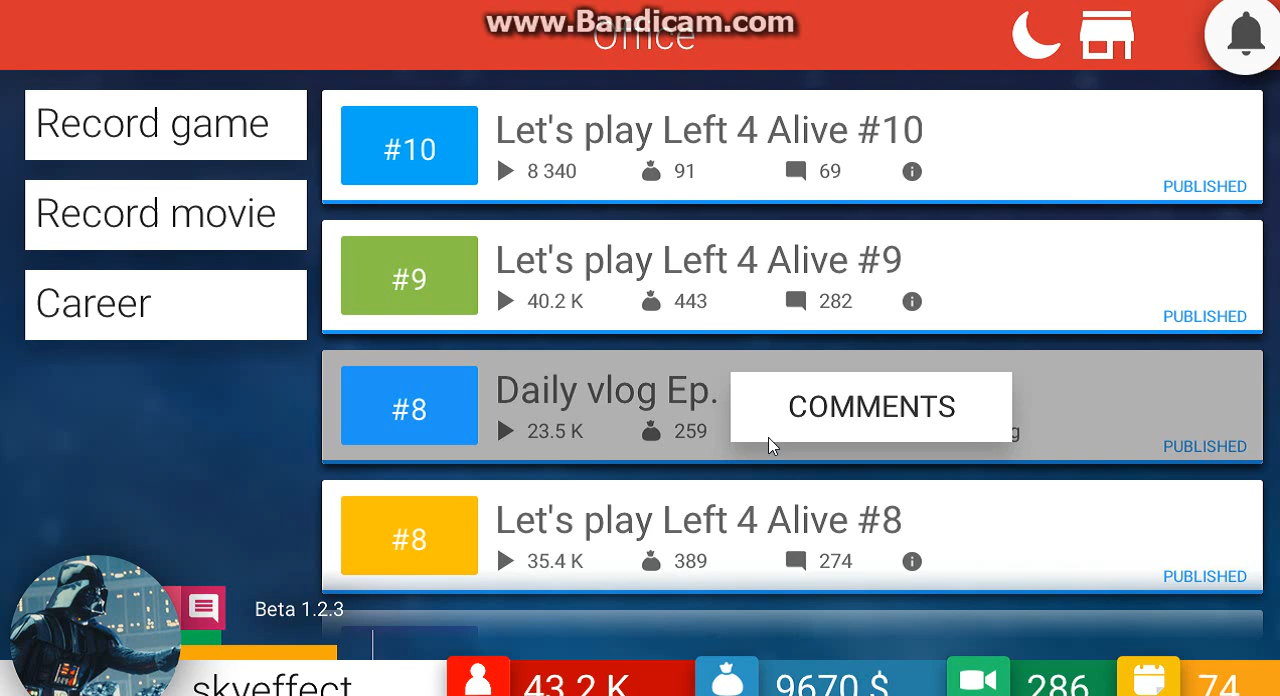 www.Bandicam.com
Office
Record game
Record movie
Career
#10
Let's play Left 4 Alive #10
8 340
91
69
PUBLISHED
#9
Let's play Left 4 Alive #9
40.2 K
443
282
PUBLISHED
#8
Daily vlog Ep.
COMMENTS
23.5 K
259
g
PUBLISHED
#8
Let's play Left 4 Alive #8
35.4 K
389
274
PUBLISHED
Beta 1.2.3
skyeffect
43.2 K
9670 $
286
74